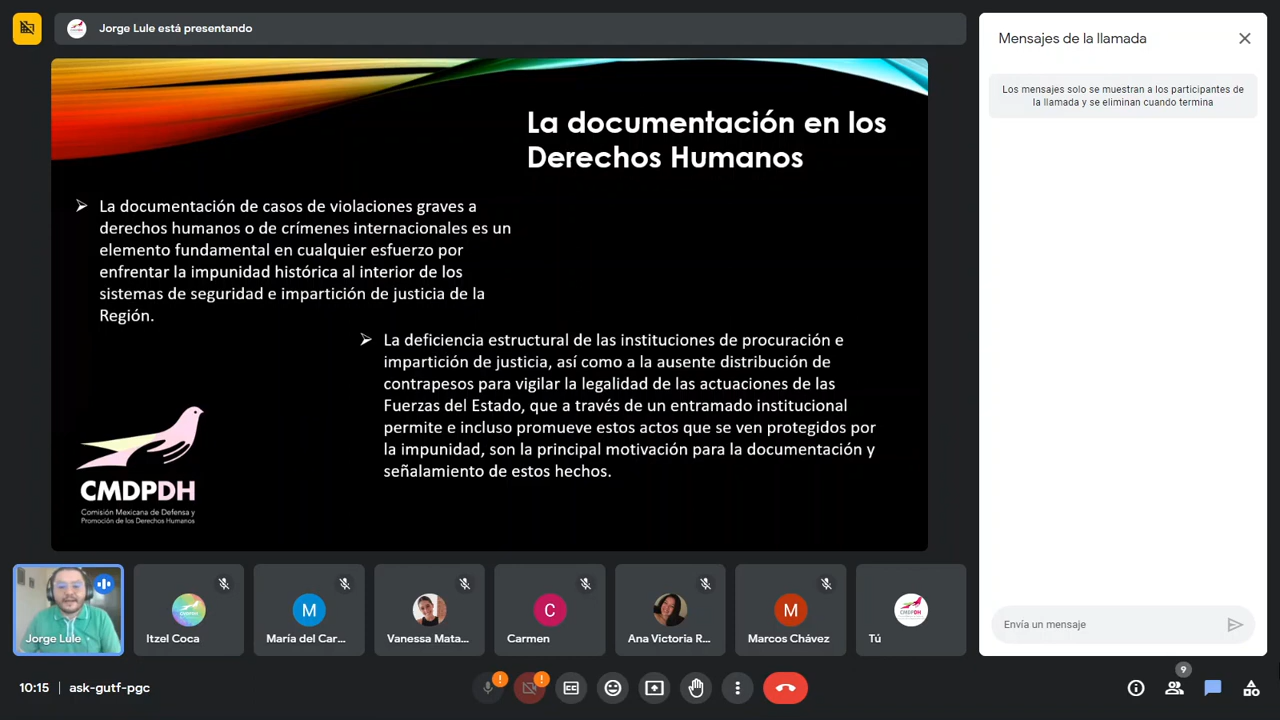 Jorge Lule está presentando
Mensajes de la llamada
Los mensajes solo se muestran a los participantes de
la llamada y se eliminan cuando termina
La documentación en los
Derechos Humanos
La documentación de casos de violaciones graves a
derechos humanos o de crímenes internacionales es un
elemento fundamental en cualquier esfuerzo por
enfrentar la impunidad histórica al interior de los
sistemas de seguridad e impartición de justicia de la
Región.
La deficiencia estructural de las instituciones de procuración e
impartición de justicia, así como a la ausente distribución de
contrapesos para vigilar la legalidad de las actuaciones de las
Fuerzas del Estado, que a través de un entramado institucional
permite e incluso promueve estos actos que se ven protegidos por
la impunidad, son la principal motivación para la documentación y
señalamiento de estos hechos.
CMDPDH
Comisión Mexicana de Defensa y
Promoción de los Derechos Humanos
Jorge Lule
Itzel Coca
M
María del Car...
Vanessa Mata...
C
Carmen
Ana Victoria R...
M
Marcos Chávez
CMDPDH
Tú
Envía un mensaje
10:15 | ask-gutf-pgc
CC
9